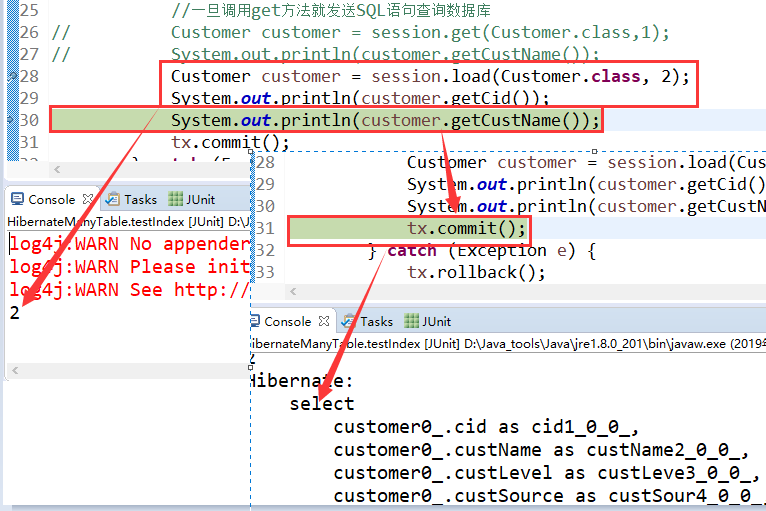 25 //一旦调用get方法就发送SQL语句查询数据库
26 // Customer customer = session.get(Customer.class,1);
27 // System.out.println(customer.getCustName());
28 Customer customer = session.load(Customer.class, 2);
29 System.out.println(customer.getCid());
30 System.out.println(customer.getCustName());
31 tx.commit();
28 Customer customer = session.load(Cus
29 System.out.println(customer.getCid()
30 System.out.println(customer.getCustN
31 tx.commit();
32 } catch (Exception e) {
33 tx.rollback();
Console Tasks JUnit
HibernateManyTable.testIndex [JUnit] D:\J
log4j:WARN No appender
log4j:WARN Please init
log4j:WARN See http://
2
Console Tasks JUnit
ibernateManyTable.testIndex [JUnit] D:\Java_tools\Java\jre1.8.0_201\bin\javaw.exe (2019年
2
Hibernate:
select
customer0_.cid as cid1_0_0_,
customer0_.custName as custName2_0_0_,
customer0_.custLevel as custLeve3_0_0_,
customer0_.custSource as custSour4_0_0_,